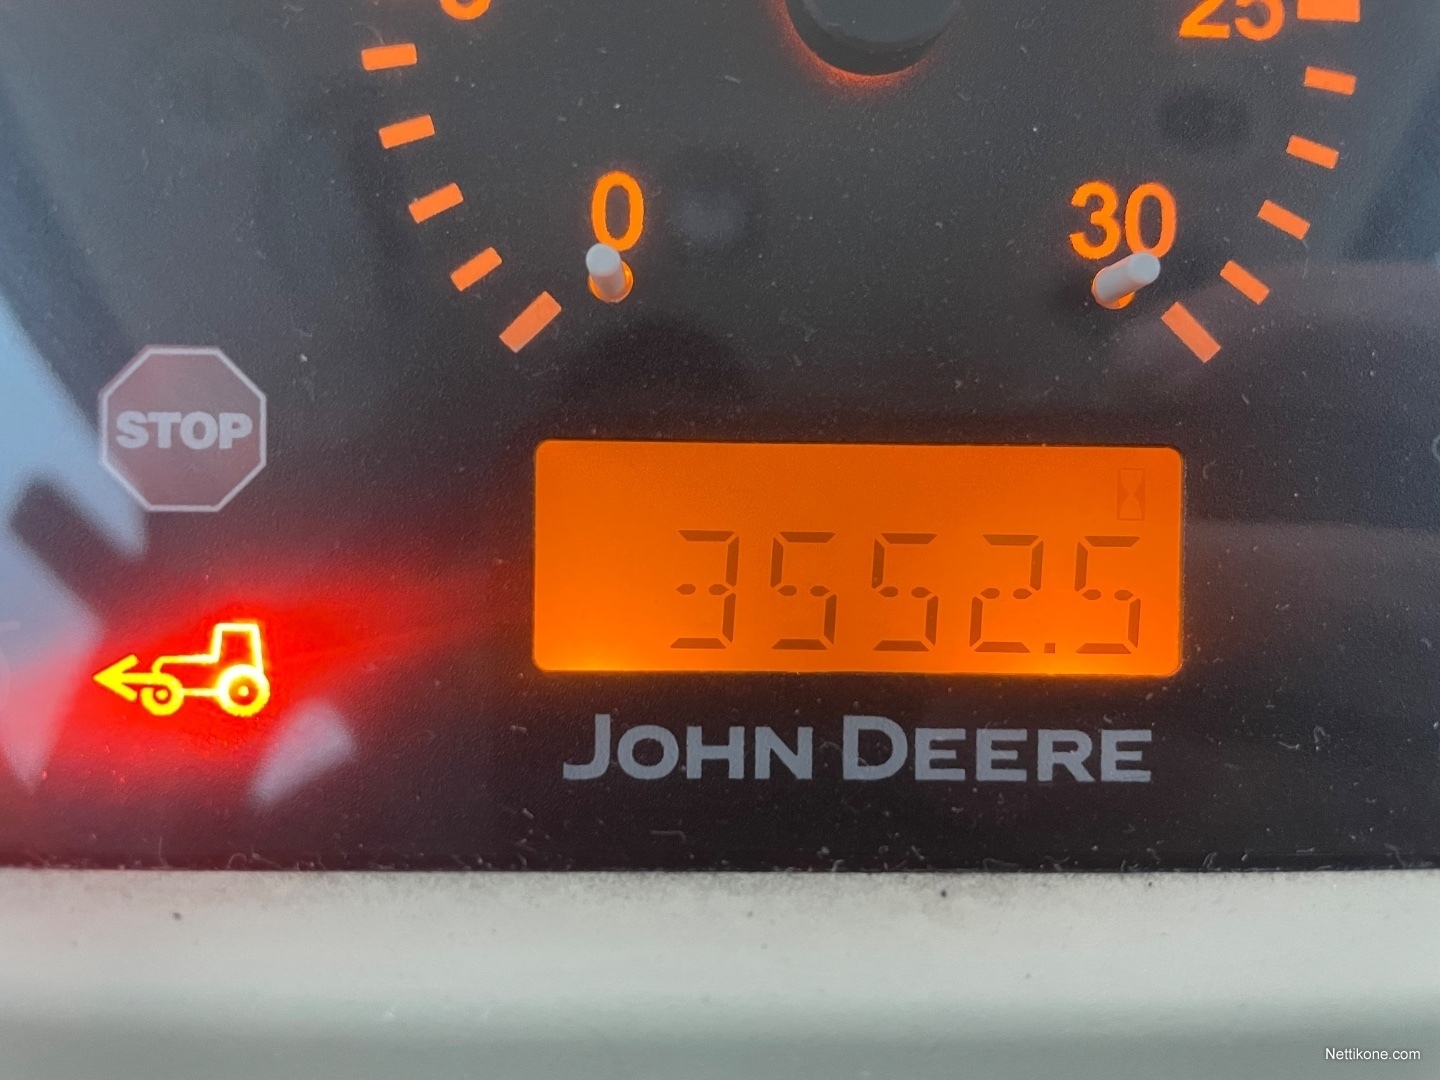 25
0
30
STOP
3552.5
JOHN DEERE
Nettikone.com